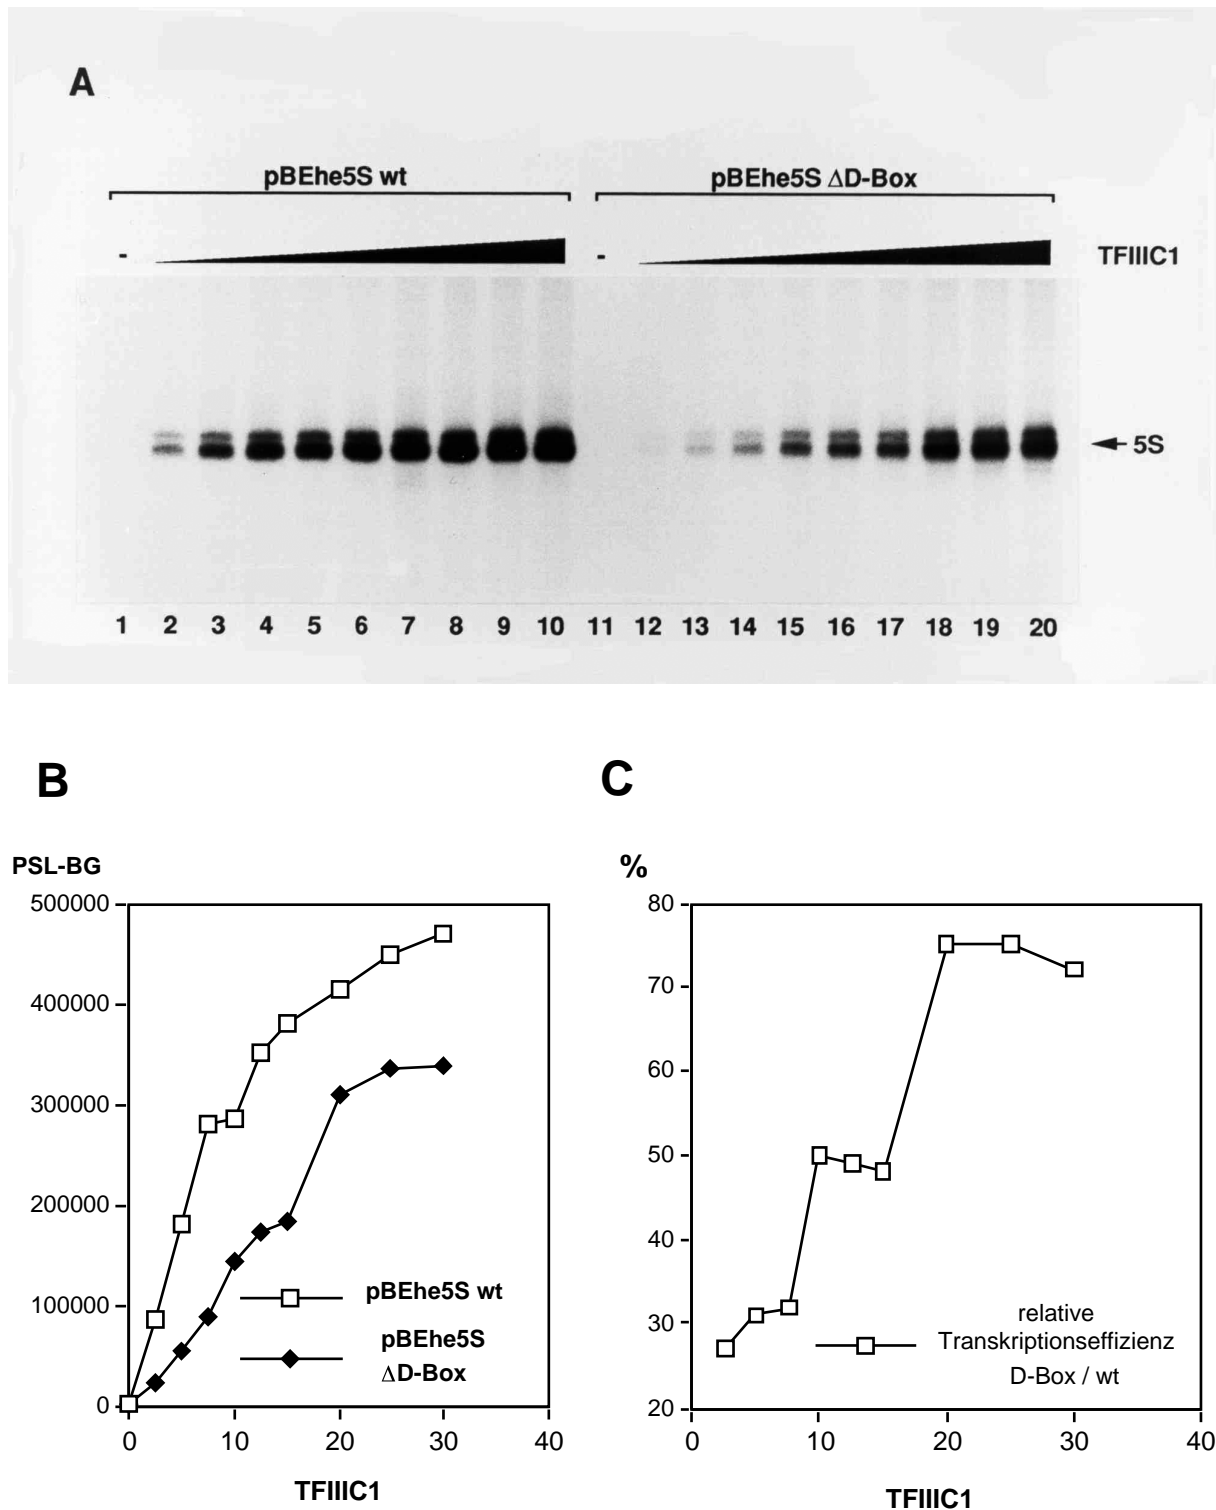 A
pBEhe5S wt
pBEhe5S ΔD-Box
-
-
TFIIIC1
5S
1 2 3 4 5 6 7 8 9 10 11 12 13 14 15 16 17 18 19 20
B
C
PSL-BG
500000
400000
300000
200000
100000
0
pBEhe5S wt
pBEhe5S
ΔD-Box
0 10 20 30 40
TFIIIC1
%
80
70
60
50
40
30
20
relative
Transkriptionseffizienz
D-Box / wt
0 10 20 30 40
TFIIIC1